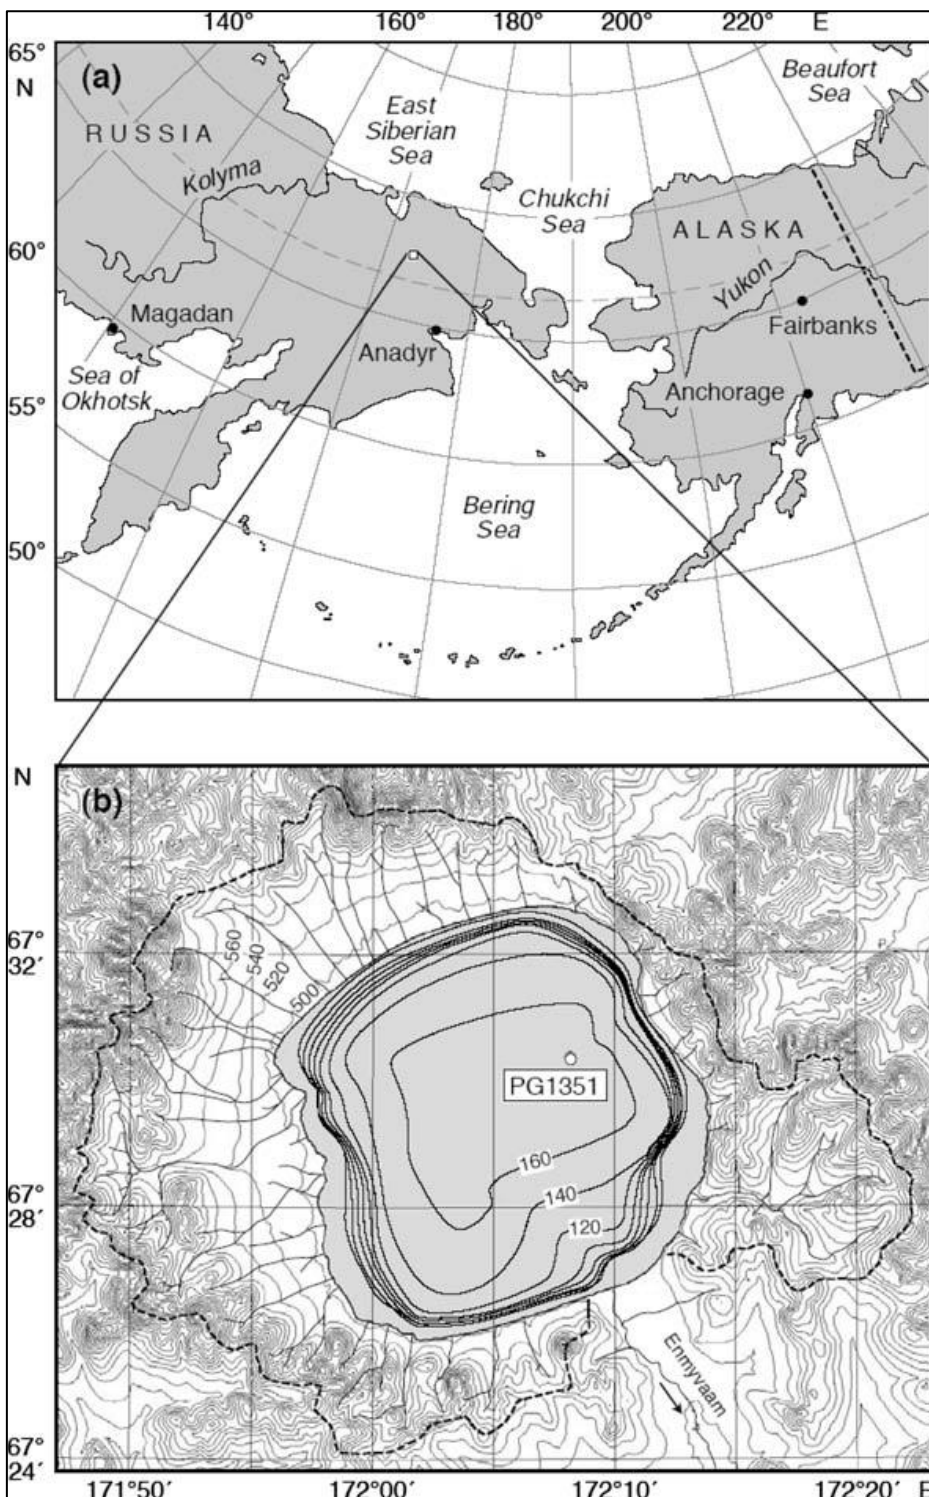 140° 160° 180° 200° 220° E
65°
N
(a)
Beaufort
Sea
East
Siberian
Sea
RUSSIA
Kolyma
Chukchi
Sea
ALASKA
60°
Yukon
Magadan
Fairbanks
Anadyr
Sea of
Okhotsk
Anchorage
55°
Bering
Sea
50°
N
(b)
67°
32′
560
540
520
500
PG1351
160
67°
28′
140
120
Enmyvaam
67°
24′
171°50′ 172°00′ 172°10′ 172°20′ E